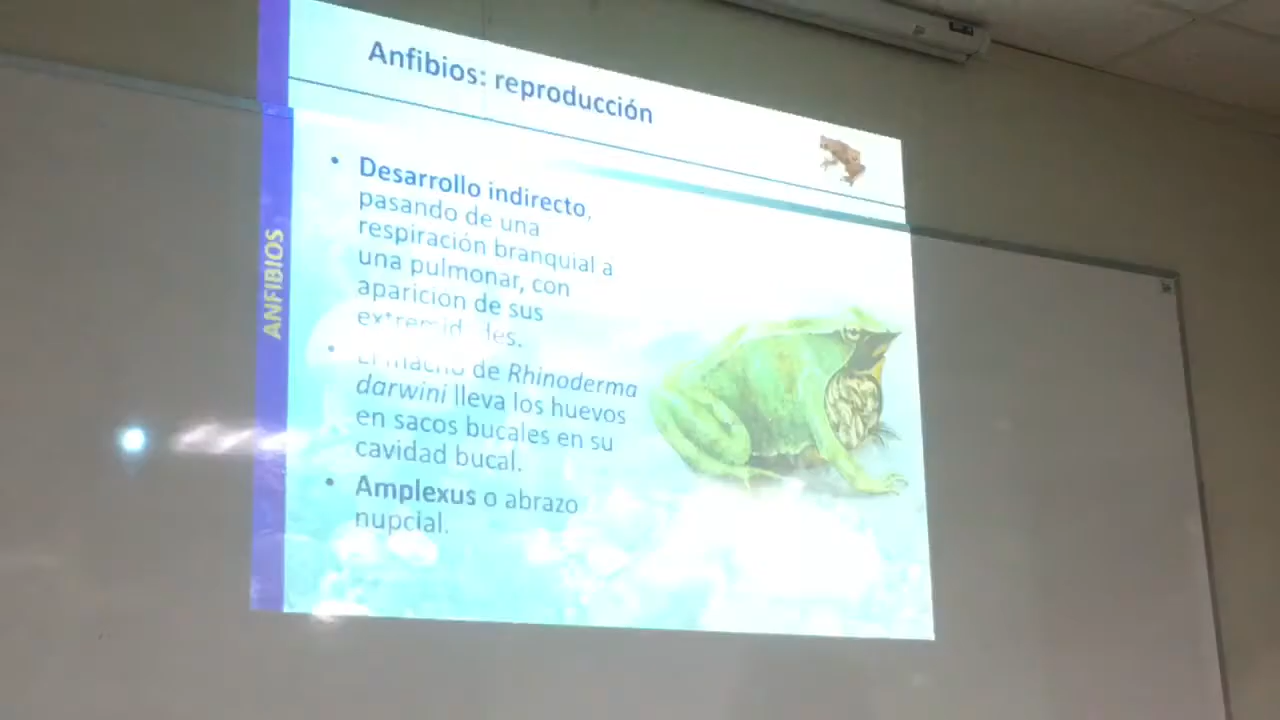 Anfibios: reproducción
ANFIBIOS
• Desarrollo indirecto,
pasando de una
respiración branquial a
una pulmonar, con
aparición de sus
• de Rhinoderma
darwini lleva los huevos
en sacos bucales en su
cavidad bucal.
• Amplexus o abrazo
nupcial.